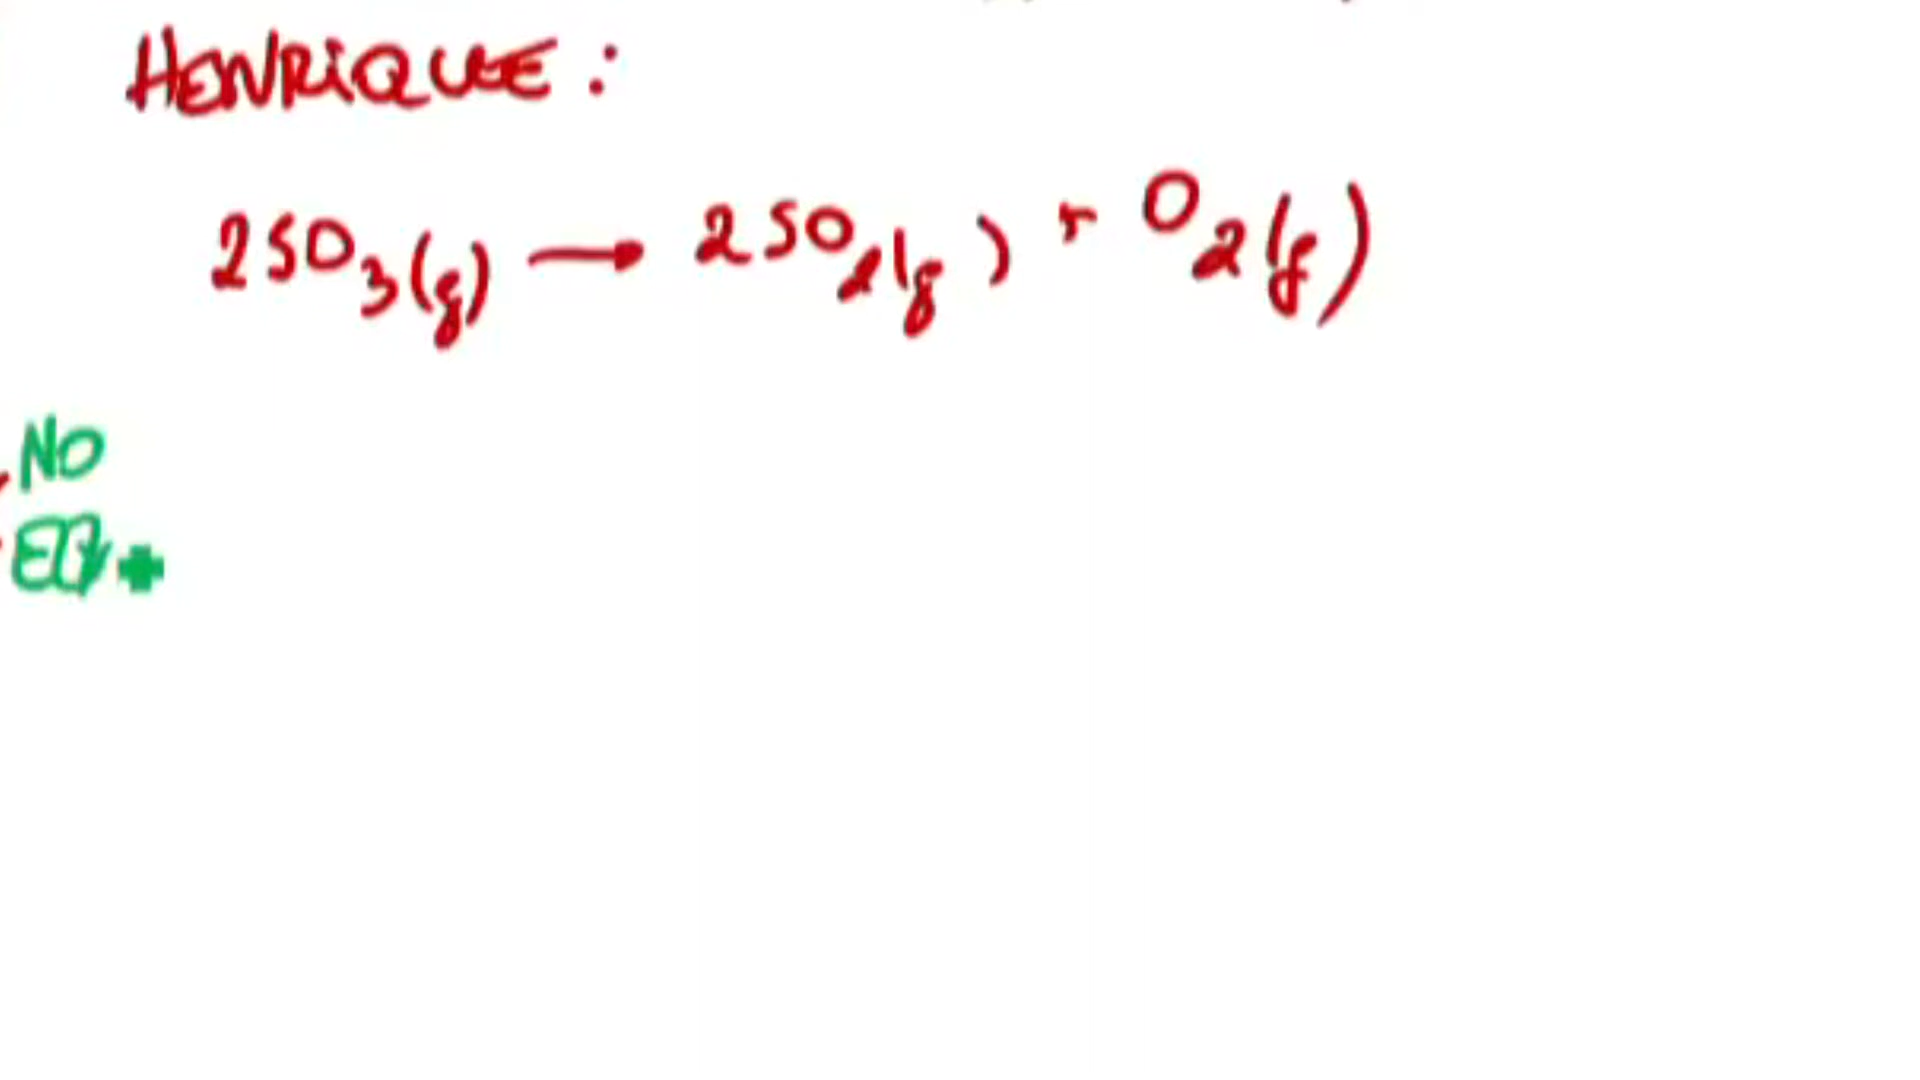 HENRIQUE:
2SO₃(g) → 2SO₂(g) + O₂(g)
NO